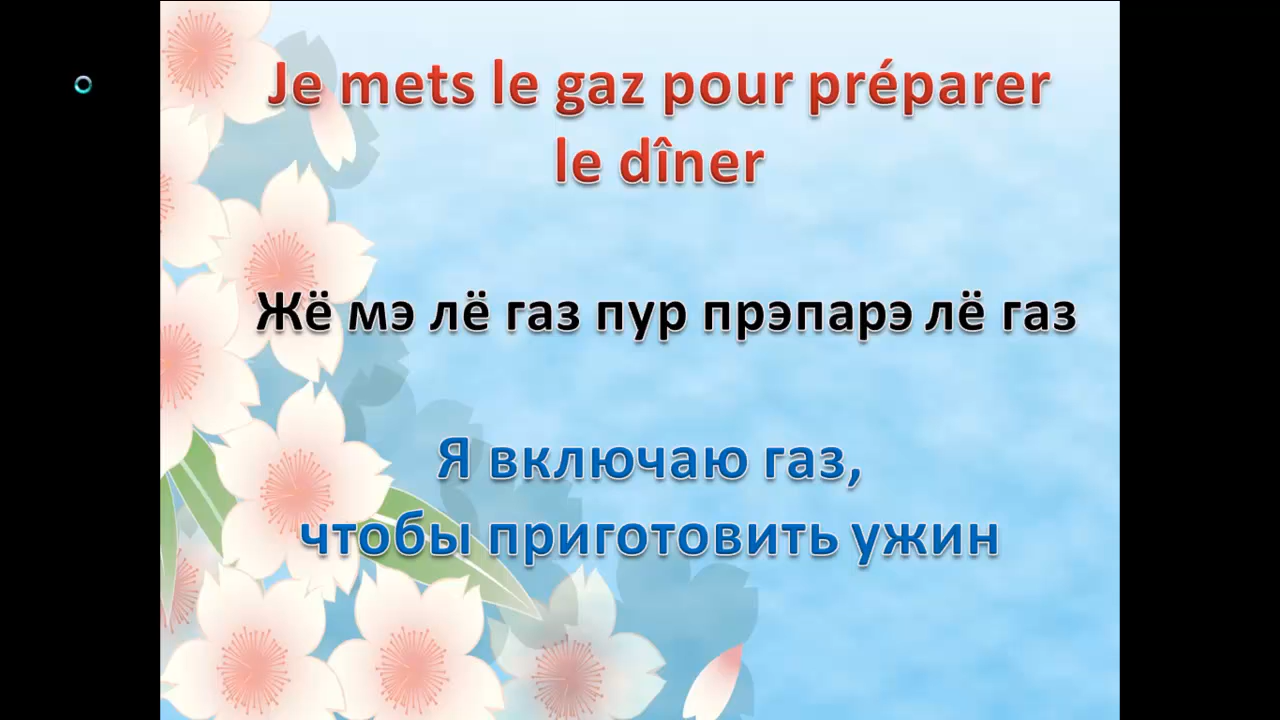 Je mets le gaz pour préparer
le dîner
Жё мэ лё газ пур прэпарэ лё газ
Я включаю газ,
чтобы приготовить ужин